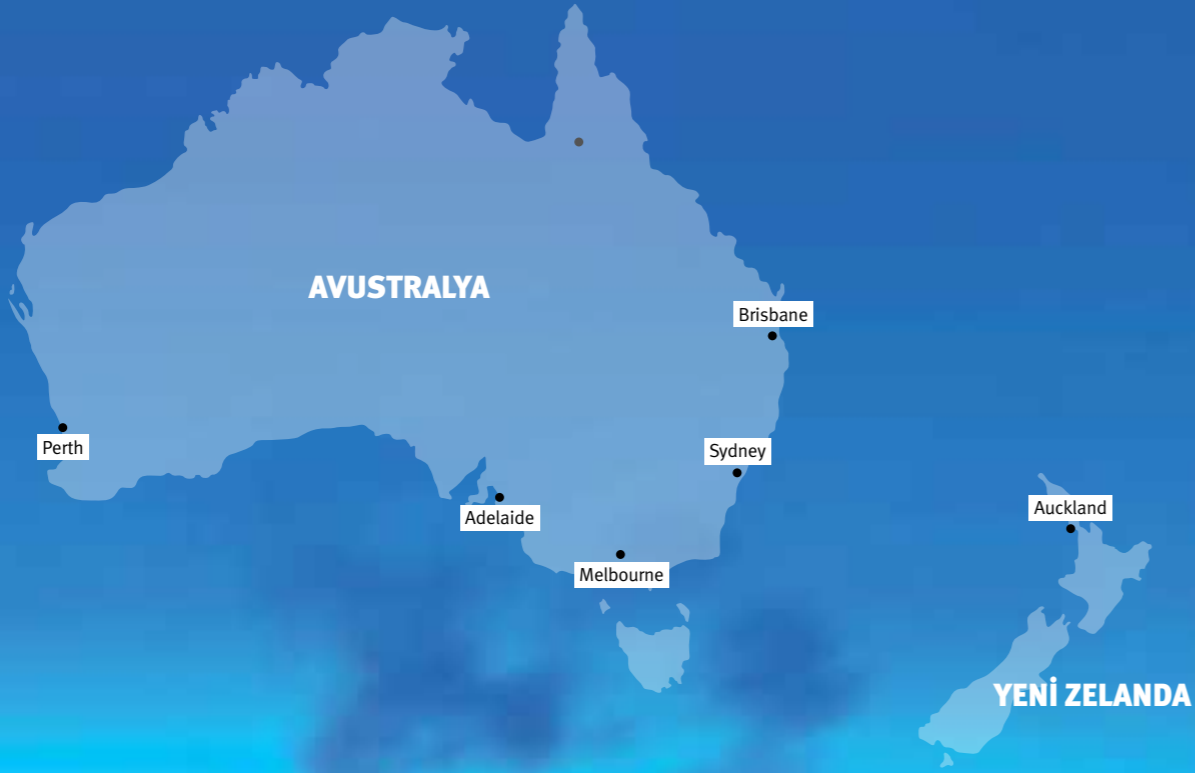 AVUSTRALYA
Brisbane
Perth
Sydney
Adelaide
Auckland
Melbourne
YENİ ZELANDA